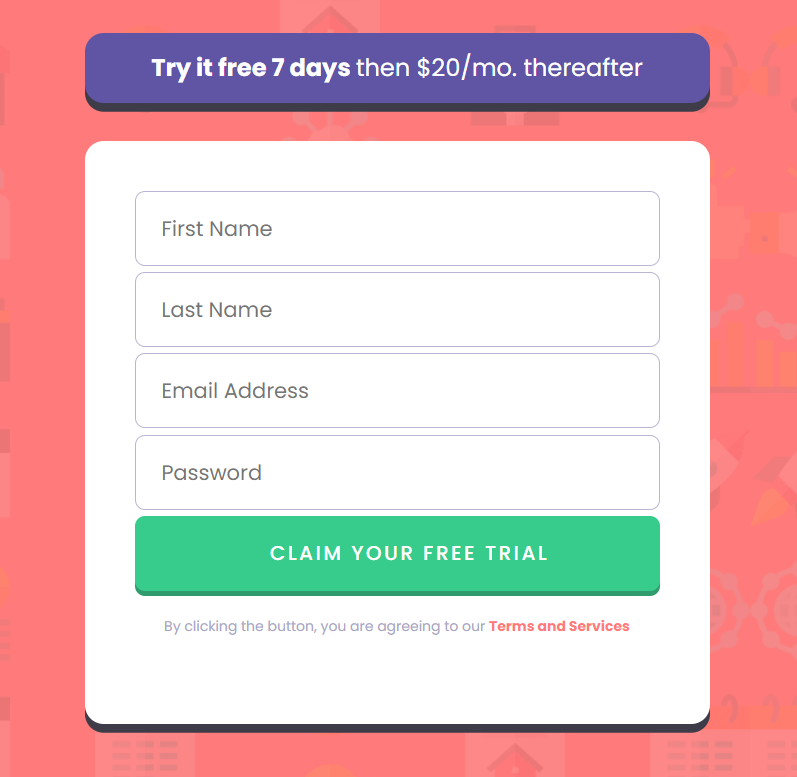 Try it free 7 days then $20/mo. thereafter
First Name
Last Name
Email Address
Password
CLAIM YOUR FREE TRIAL
By clicking the button, you are agreeing to our Terms and Services